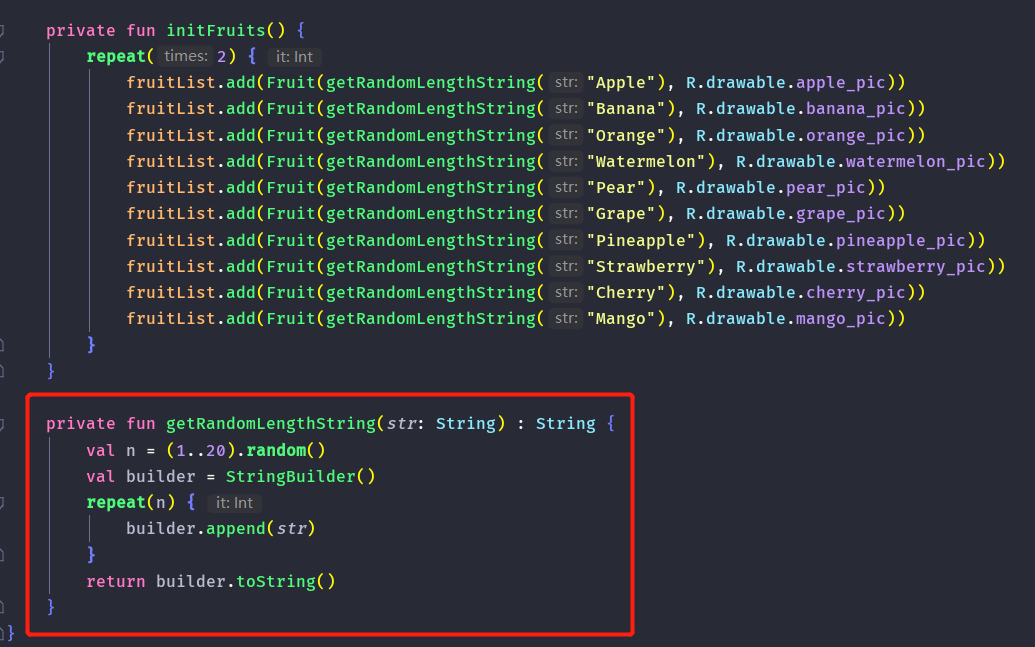 private fun initFruits() {
repeat( times: 2) { it: Int
fruitList.add(Fruit(getRandomLengthString( str: "Apple"), R.drawable.apple_pic))
fruitList.add(Fruit(getRandomLengthString( str: "Banana"), R.drawable.banana_pic))
fruitList.add(Fruit(getRandomLengthString( str: "Orange"), R.drawable.orange_pic))
fruitList.add(Fruit(getRandomLengthString( str: "Watermelon"), R.drawable.watermelon_pic))
fruitList.add(Fruit(getRandomLengthString( str: "Pear"), R.drawable.pear_pic))
fruitList.add(Fruit(getRandomLengthString( str: "Grape"), R.drawable.grape_pic))
fruitList.add(Fruit(getRandomLengthString( str: "Pineapple"), R.drawable.pineapple_pic))
fruitList.add(Fruit(getRandomLengthString( str: "Strawberry"), R.drawable.strawberry_pic))
fruitList.add(Fruit(getRandomLengthString( str: "Cherry"), R.drawable.cherry_pic))
fruitList.add(Fruit(getRandomLengthString( str: "Mango"), R.drawable.mango_pic))
}
}
private fun getRandomLengthString(str: String) : String {
val n = (1..20).random()
val builder = StringBuilder()
repeat(n) { it: Int
builder.append(str)
}
return builder.toString()
}
}